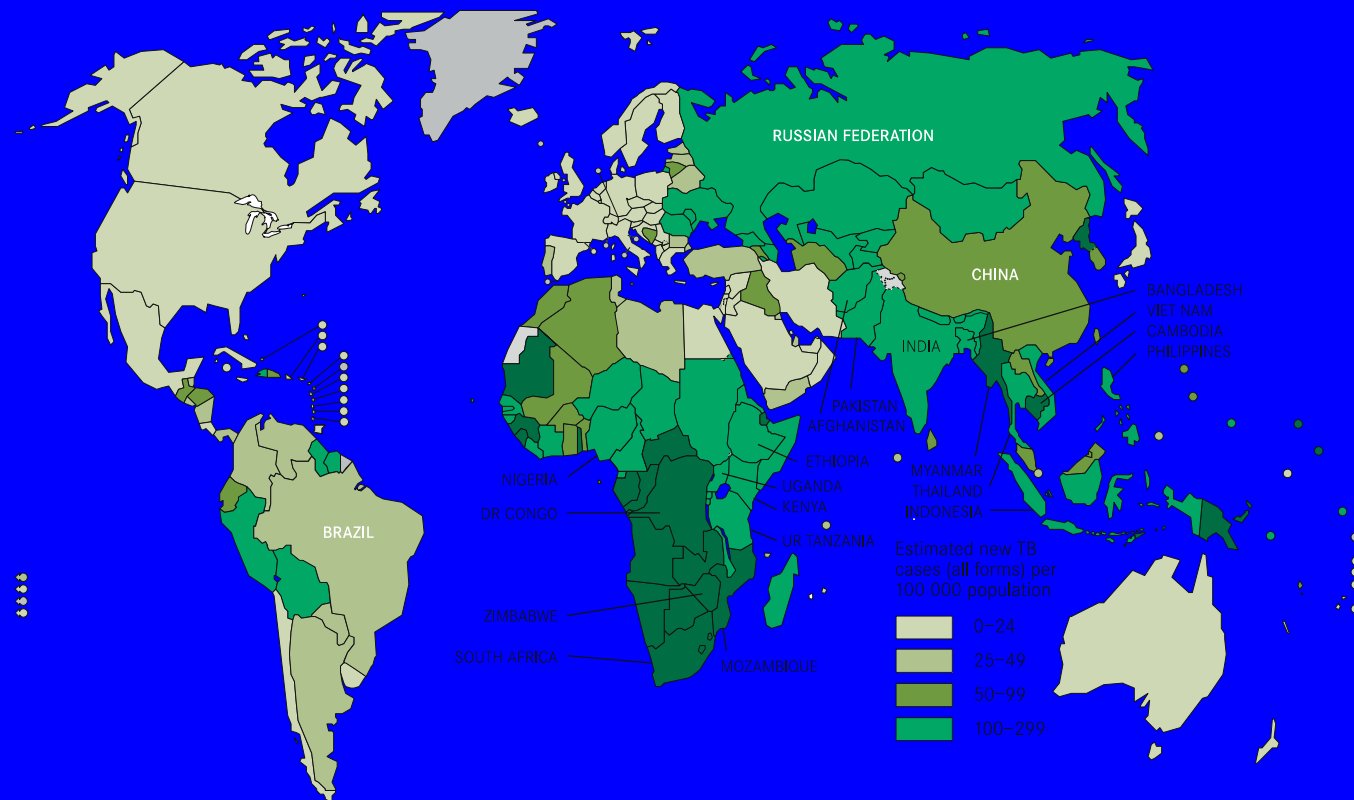 RUSSIAN FEDERATION
CHINA
BANGLADESH
VIET NAM
CAMBODIA
PHILIPPINES
INDIA
PAKISTAN
AFGHANISTAN
ETHIOPIA
NIGERIA
UGANDA
KENYA
DR CONGO
UR TANZANIA
MYANMAR
THAILAND
INDONESIA
BRAZIL
ZIMBABWE
SOUTH AFRICA
MOZAMBIQUE
Estimated new TB
cases (all forms) per
100 000 population
0–24
25–49
50–99
100–299